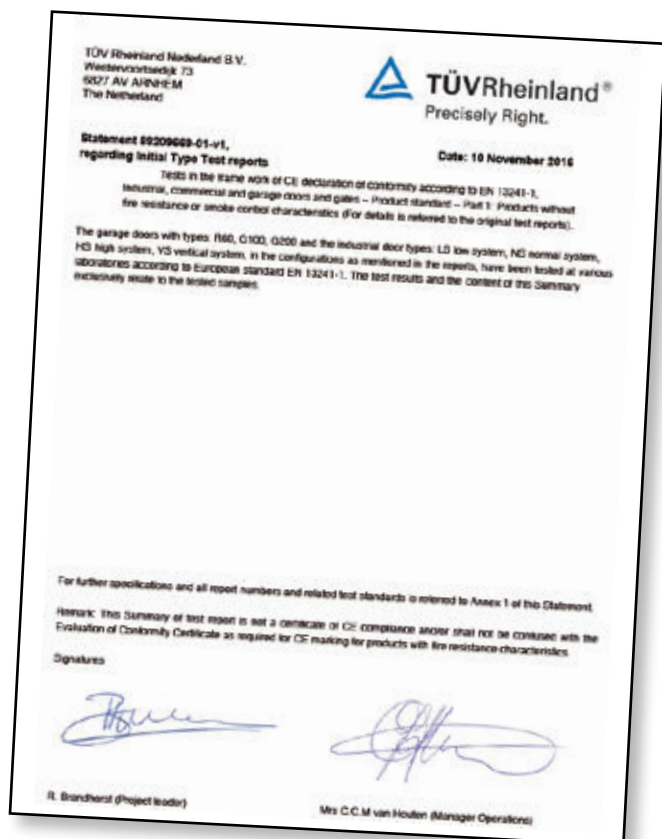 TÜV Rheinland Nederland B.V.
Westervoortsedijk 73
6827 AV ARNHEM
The Netherland
TÜVRheinland®
Precisely Right.
Statement 69209669-01-v1,
regarding Initial Type Test reports
Date: 10 November 2016
Tests in the frame work of CE declaration of conformity according to EN 13241-1,
Industrial, commercial and garage doors and gates – Product standard – Part 1: Products without
fire resistance or smoke control characteristics (For details is referred to the original test reports).
The garage doors with types: R60, G100, G200 and the industrial door types: LS low system, NS normal system,
HS high system, VS vertical system, in the configurations as mentioned in the reports, have been tested at various
laboratories according to European standard EN 13241-1. The test results and the content of this Summary
exclusively relate to the tested samples.
For further specifications and all report numbers and related test standards is referred to Annex 1 of this Statement.
Remark: This Summary of test report is not a certificate of CE compliance and/or shall not be confused with the
Evaluation of Conformity Certificate as required for CE marking for products with fire resistance-characteristics.
Signatures
R. Brandhorst (Project leader)
Mrs C.C.M van Houten (Manager Operations)